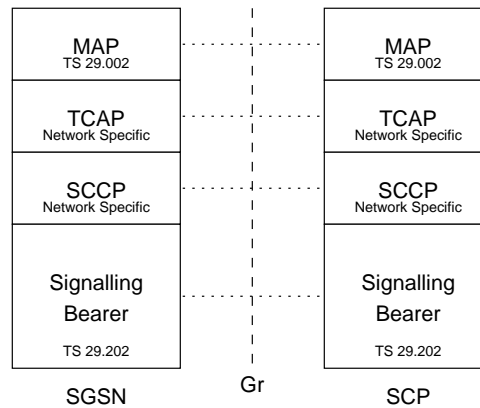 MAP
TS 29.002
TCAP
Network Specific
SCCP
Network Specific
Signalling
Bearer
TS 29.202
SGSN
Gr
MAP
TS 29.002
TCAP
Network Specific
SCCP
Network Specific
Signalling
Bearer
TS 29.202
SCP